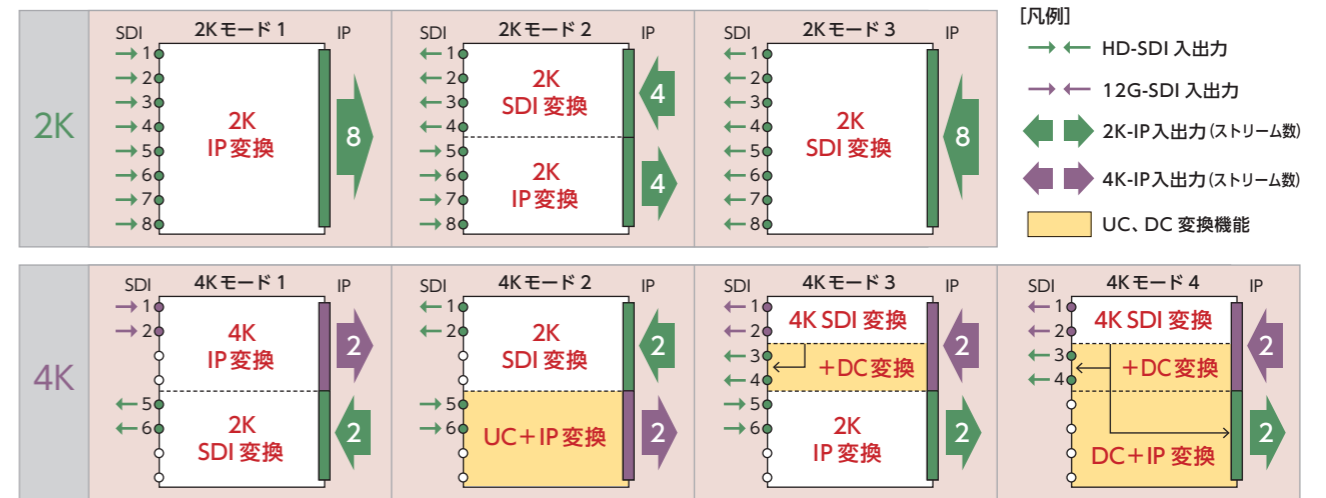 2K
SDI 2Kモード1 IP
1
2
3
4
5
6
7
8
2K
IP変換
8
SDI 2Kモード2 IP
1
2
3
4
5
6
7
8
2K
SDI 変換
4
2K
IP変換
4
SDI 2Kモード3 IP
1
2
3
4
5
6
7
8
2K
SDI 変換
8
[凡例]
HD-SDI 入出力
12G-SDI 入出力
2K-IP入出力(ストリーム数)
4K-IP入出力(ストリーム数)
UC、DC 変換機能
4K
SDI 4Kモード1 IP
1
2
4K
IP変換
2
5
6
2K
SDI 変換
2
SDI 4Kモード2 IP
1
2
2K
SDI 変換
2
5
6
UC+IP変換
2
SDI 4Kモード3 IP
1
2
3
4
5
6
4K SDI 変換
+DC変換
2
2K
IP変換
2
SDI 4Kモード4 IP
1
2
3
4
4K SDI 変換
+DC変換
2
DC+IP変換
2